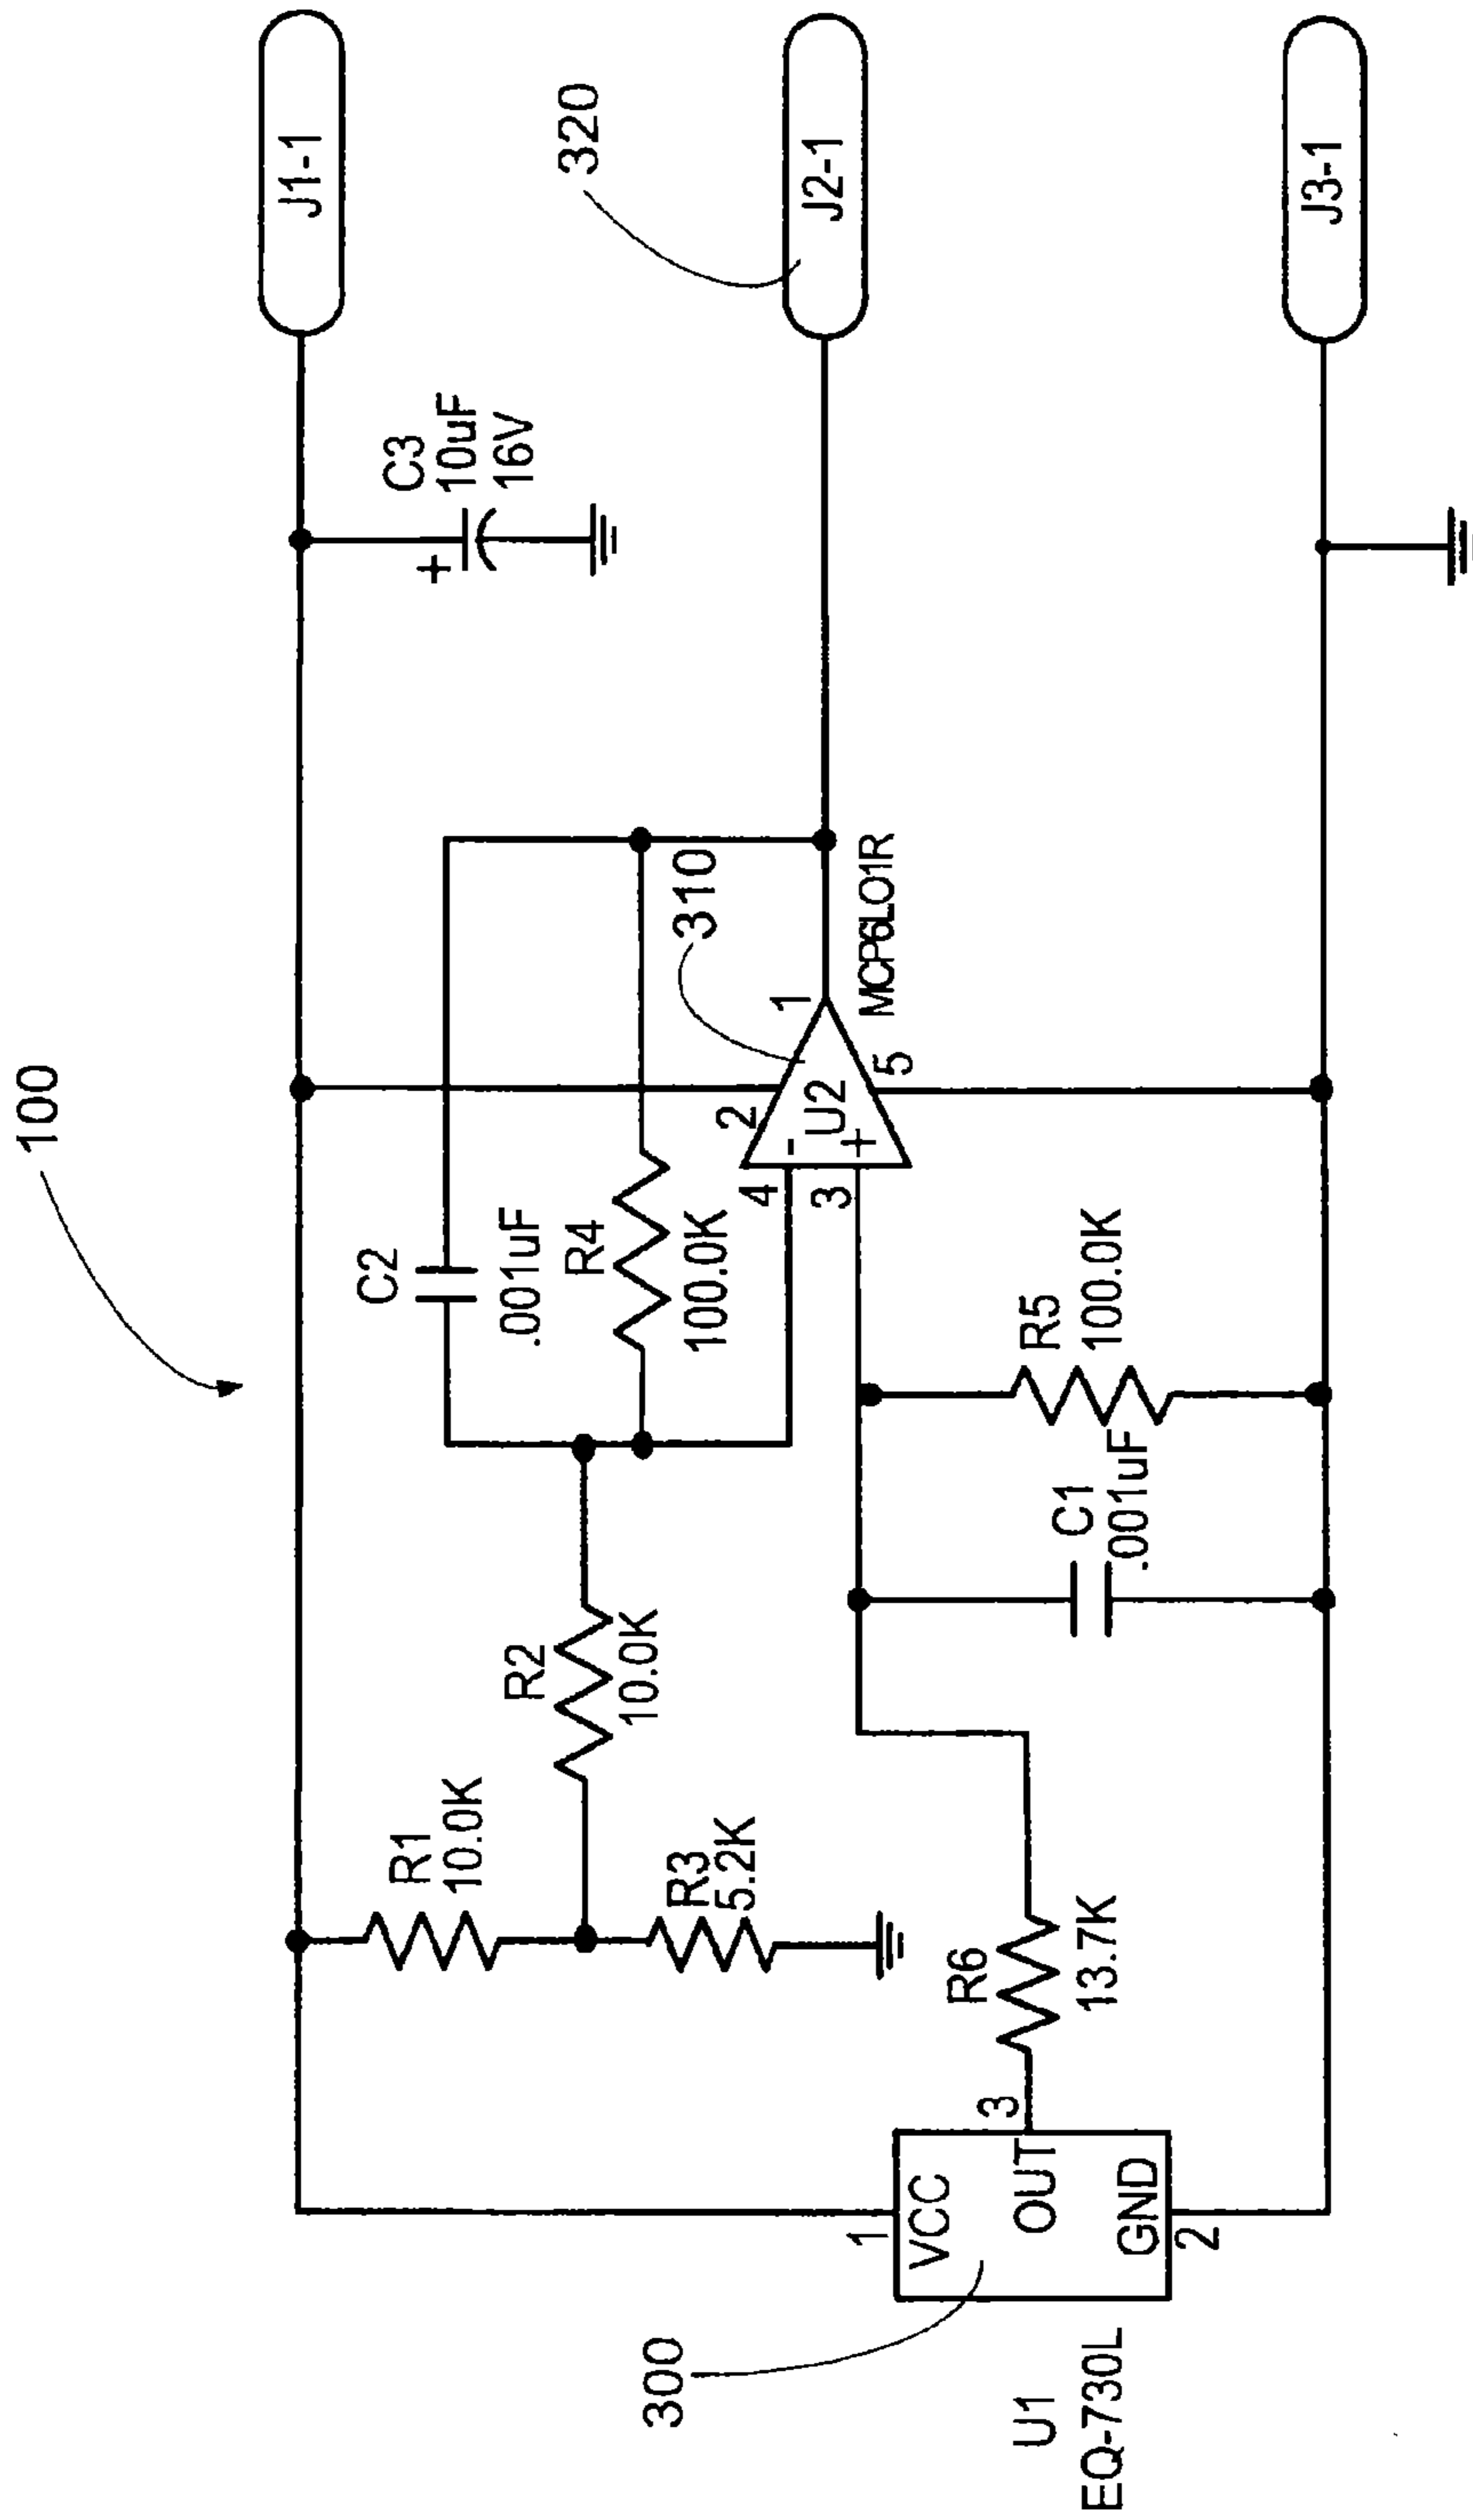 100
J1-1
R1
10.0K
C2
.001uF
C3
+
10uF
16V
R2
10.0K
R4
100.0K
320
300
R3
5.2K
310
4
2
1
-
U2
+
3
5
MCP6L01R
J2-1
1
VCC
OUT
GND
3
2
R6
13.7K
U1
EQ-730L
C1
.001uF
R5
100.0K
J3-1